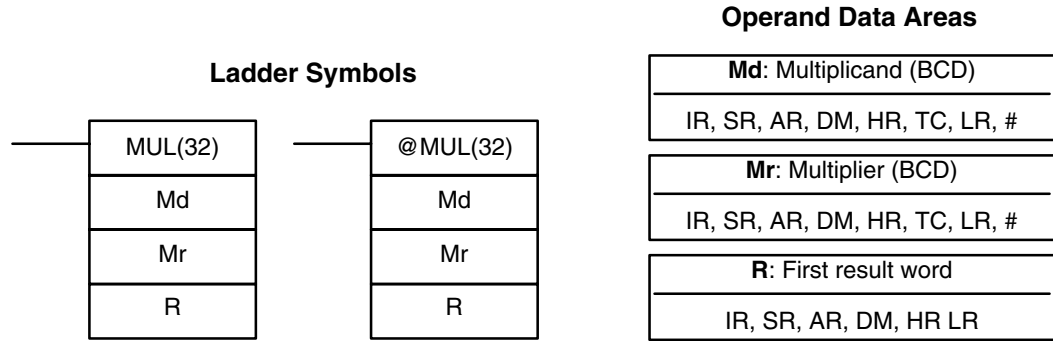 Ladder Symbols
MUL(32)
Md
Mr
R
@MUL(32)
Md
Mr
R
Operand Data Areas
Md: Multiplicand (BCD)
IR, SR, AR, DM, HR, TC, LR, #
Mr: Multiplier (BCD)
IR, SR, AR, DM, HR, TC, LR, #
R: First result word
IR, SR, AR, DM, HR LR